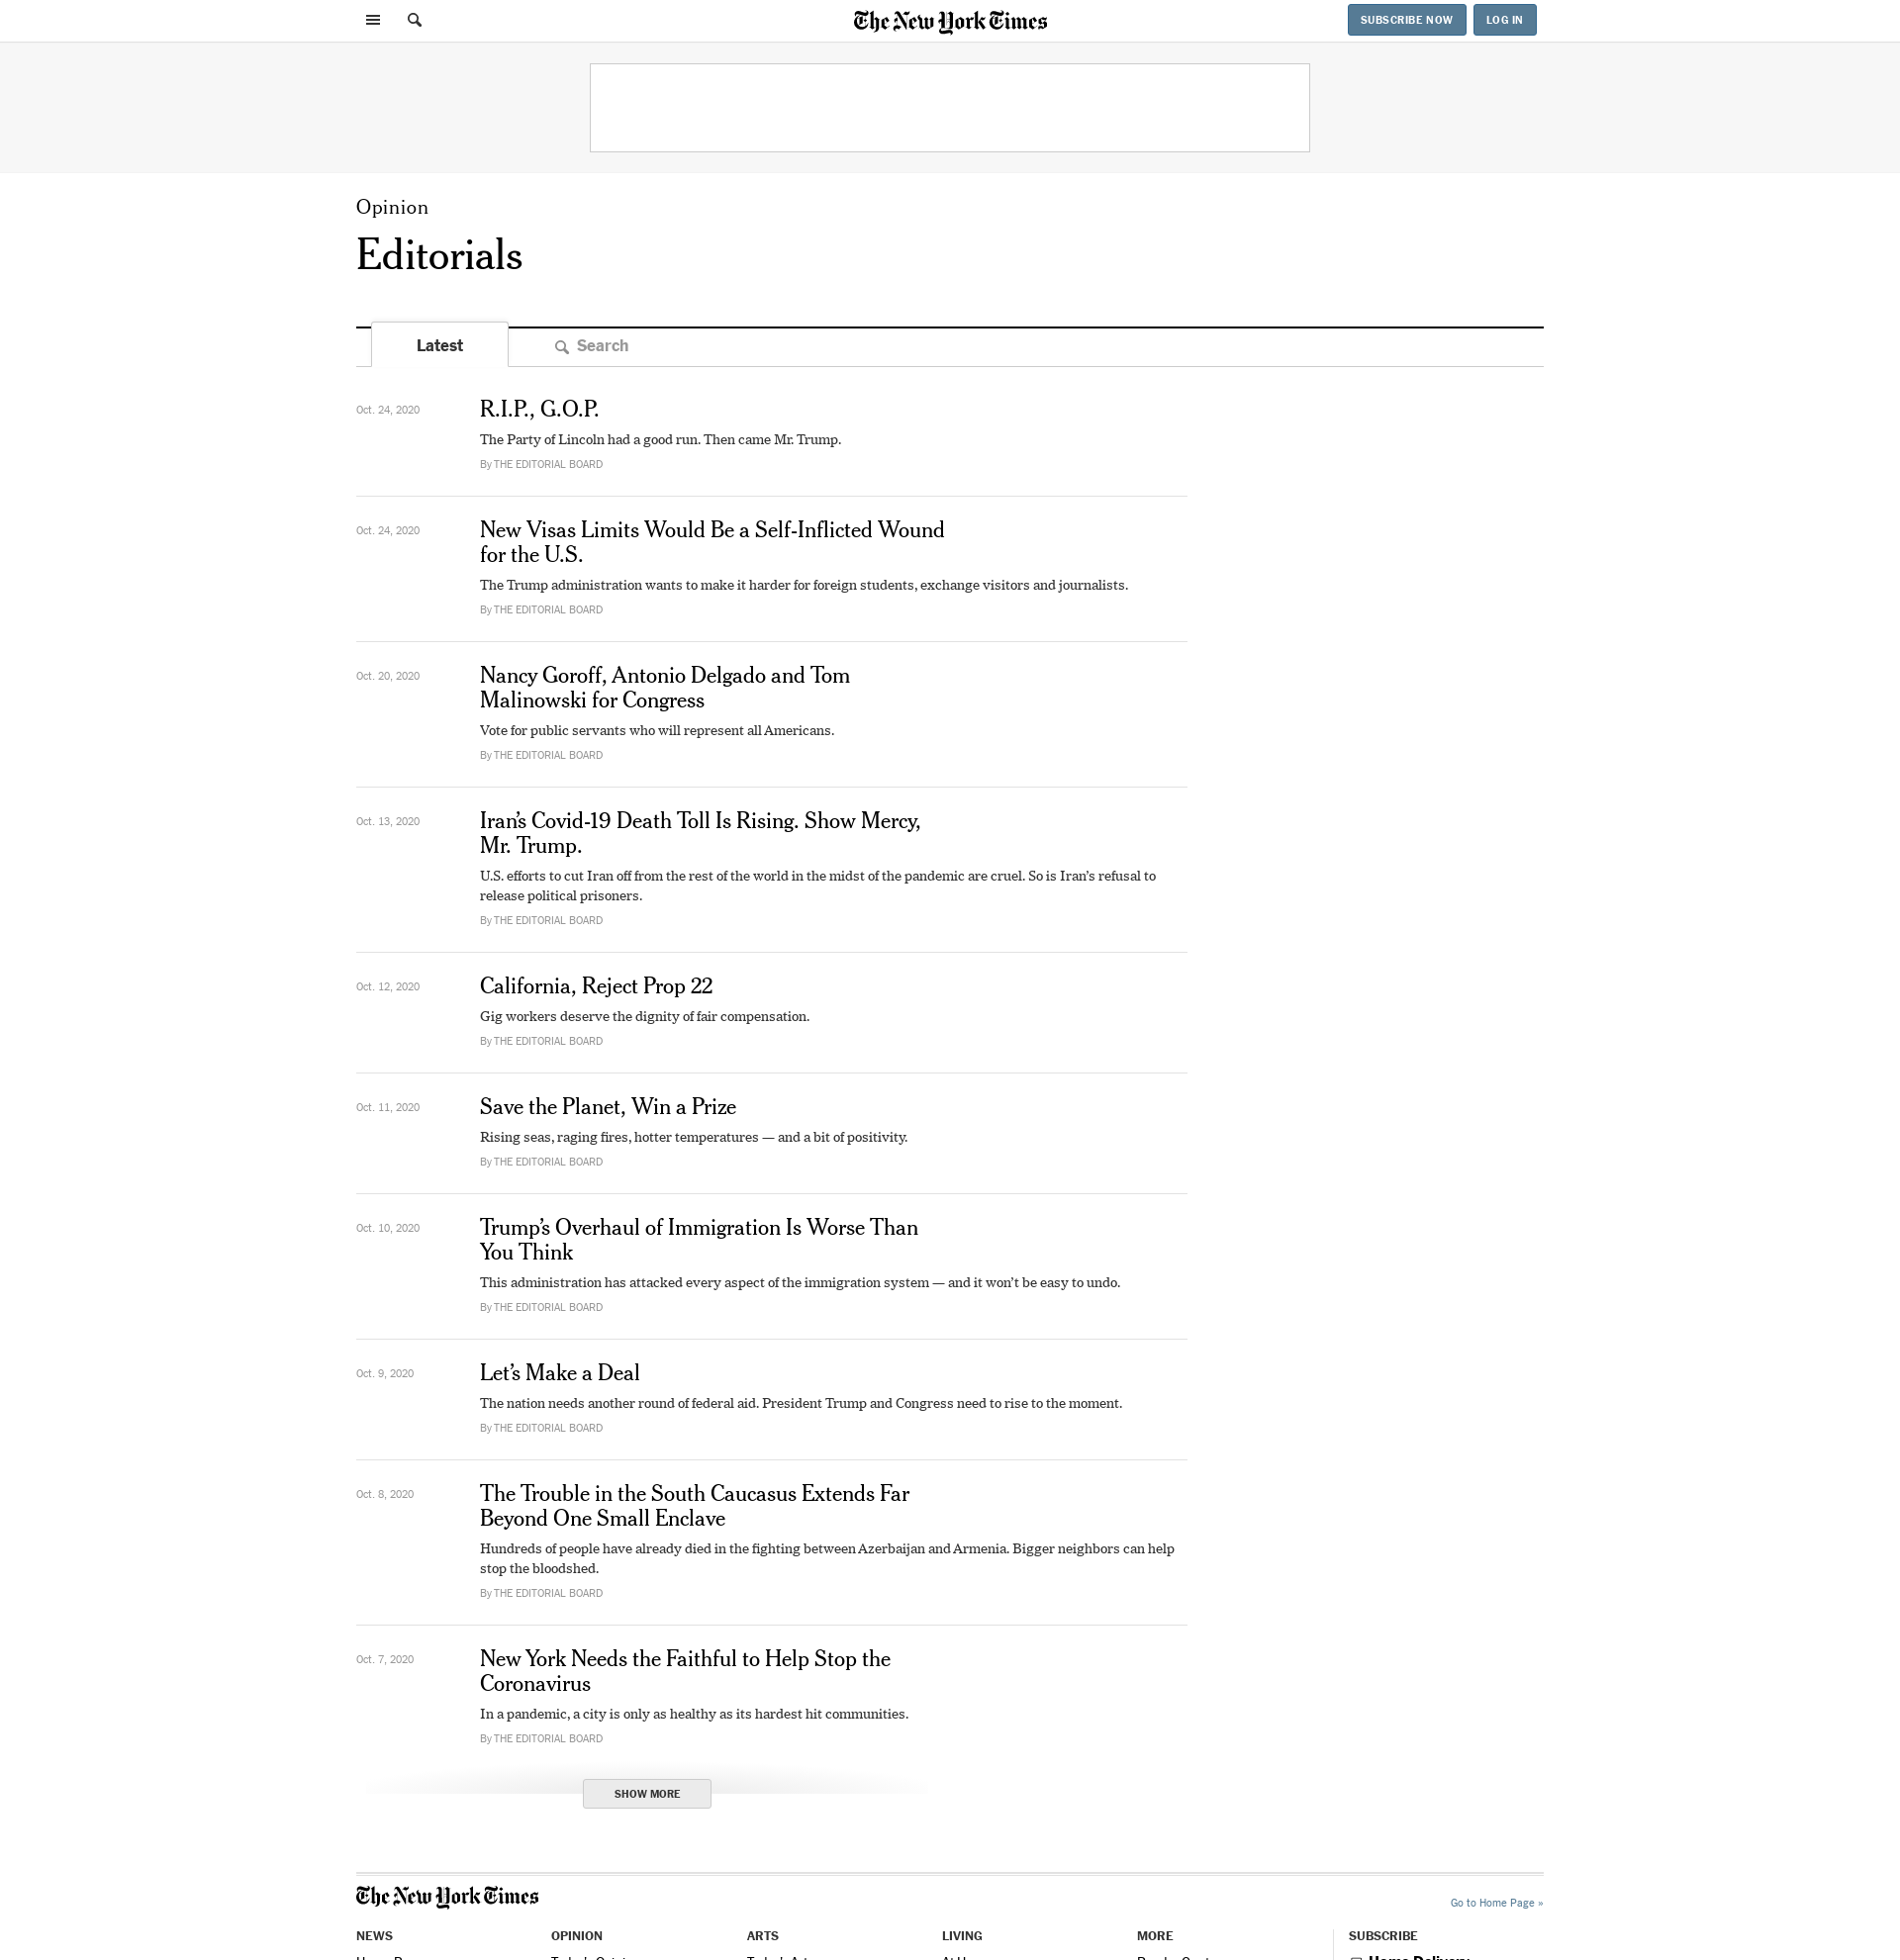 The New York Times
SUBSCRIBE NOW
LOG IN
Opinion
Editorials
Latest
Search
Oct. 24, 2020
R.I.P., G.O.P.
The Party of Lincoln had a good run. Then came Mr. Trump.
By THE EDITORIAL BOARD
Oct. 24, 2020
New Visas Limits Would Be a Self-Inflicted Wound
for the U.S.
The Trump administration wants to make it harder for foreign students, exchange visitors and journalists.
By THE EDITORIAL BOARD
Oct. 20, 2020
Nancy Goroff, Antonio Delgado and Tom
Malinowski for Congress
Vote for public servants who will represent all Americans.
By THE EDITORIAL BOARD
Oct. 13, 2020
Iran’s Covid-19 Death Toll Is Rising. Show Mercy,
Mr. Trump.
U.S. efforts to cut Iran off from the rest of the world in the midst of the pandemic are cruel. So is Iran’s refusal to
release political prisoners.
By THE EDITORIAL BOARD
Oct. 12, 2020
California, Reject Prop 22
Gig workers deserve the dignity of fair compensation.
By THE EDITORIAL BOARD
Oct. 11, 2020
Save the Planet, Win a Prize
Rising seas, raging fires, hotter temperatures — and a bit of positivity.
By THE EDITORIAL BOARD
Oct. 10, 2020
Trump’s Overhaul of Immigration Is Worse Than
You Think
This administration has attacked every aspect of the immigration system — and it won’t be easy to undo.
By THE EDITORIAL BOARD
Oct. 9, 2020
Let’s Make a Deal
The nation needs another round of federal aid. President Trump and Congress need to rise to the moment.
By THE EDITORIAL BOARD
Oct. 8, 2020
The Trouble in the South Caucasus Extends Far
Beyond One Small Enclave
Hundreds of people have already died in the fighting between Azerbaijan and Armenia. Bigger neighbors can help
stop the bloodshed.
By THE EDITORIAL BOARD
Oct. 7, 2020
New York Needs the Faithful to Help Stop the
Coronavirus
In a pandemic, a city is only as healthy as its hardest hit communities.
By THE EDITORIAL BOARD
SHOW MORE
The New York Times
Go to Home Page »
NEWS
OPINION
ARTS
LIVING
MORE
SUBSCRIBE
Home Delivery